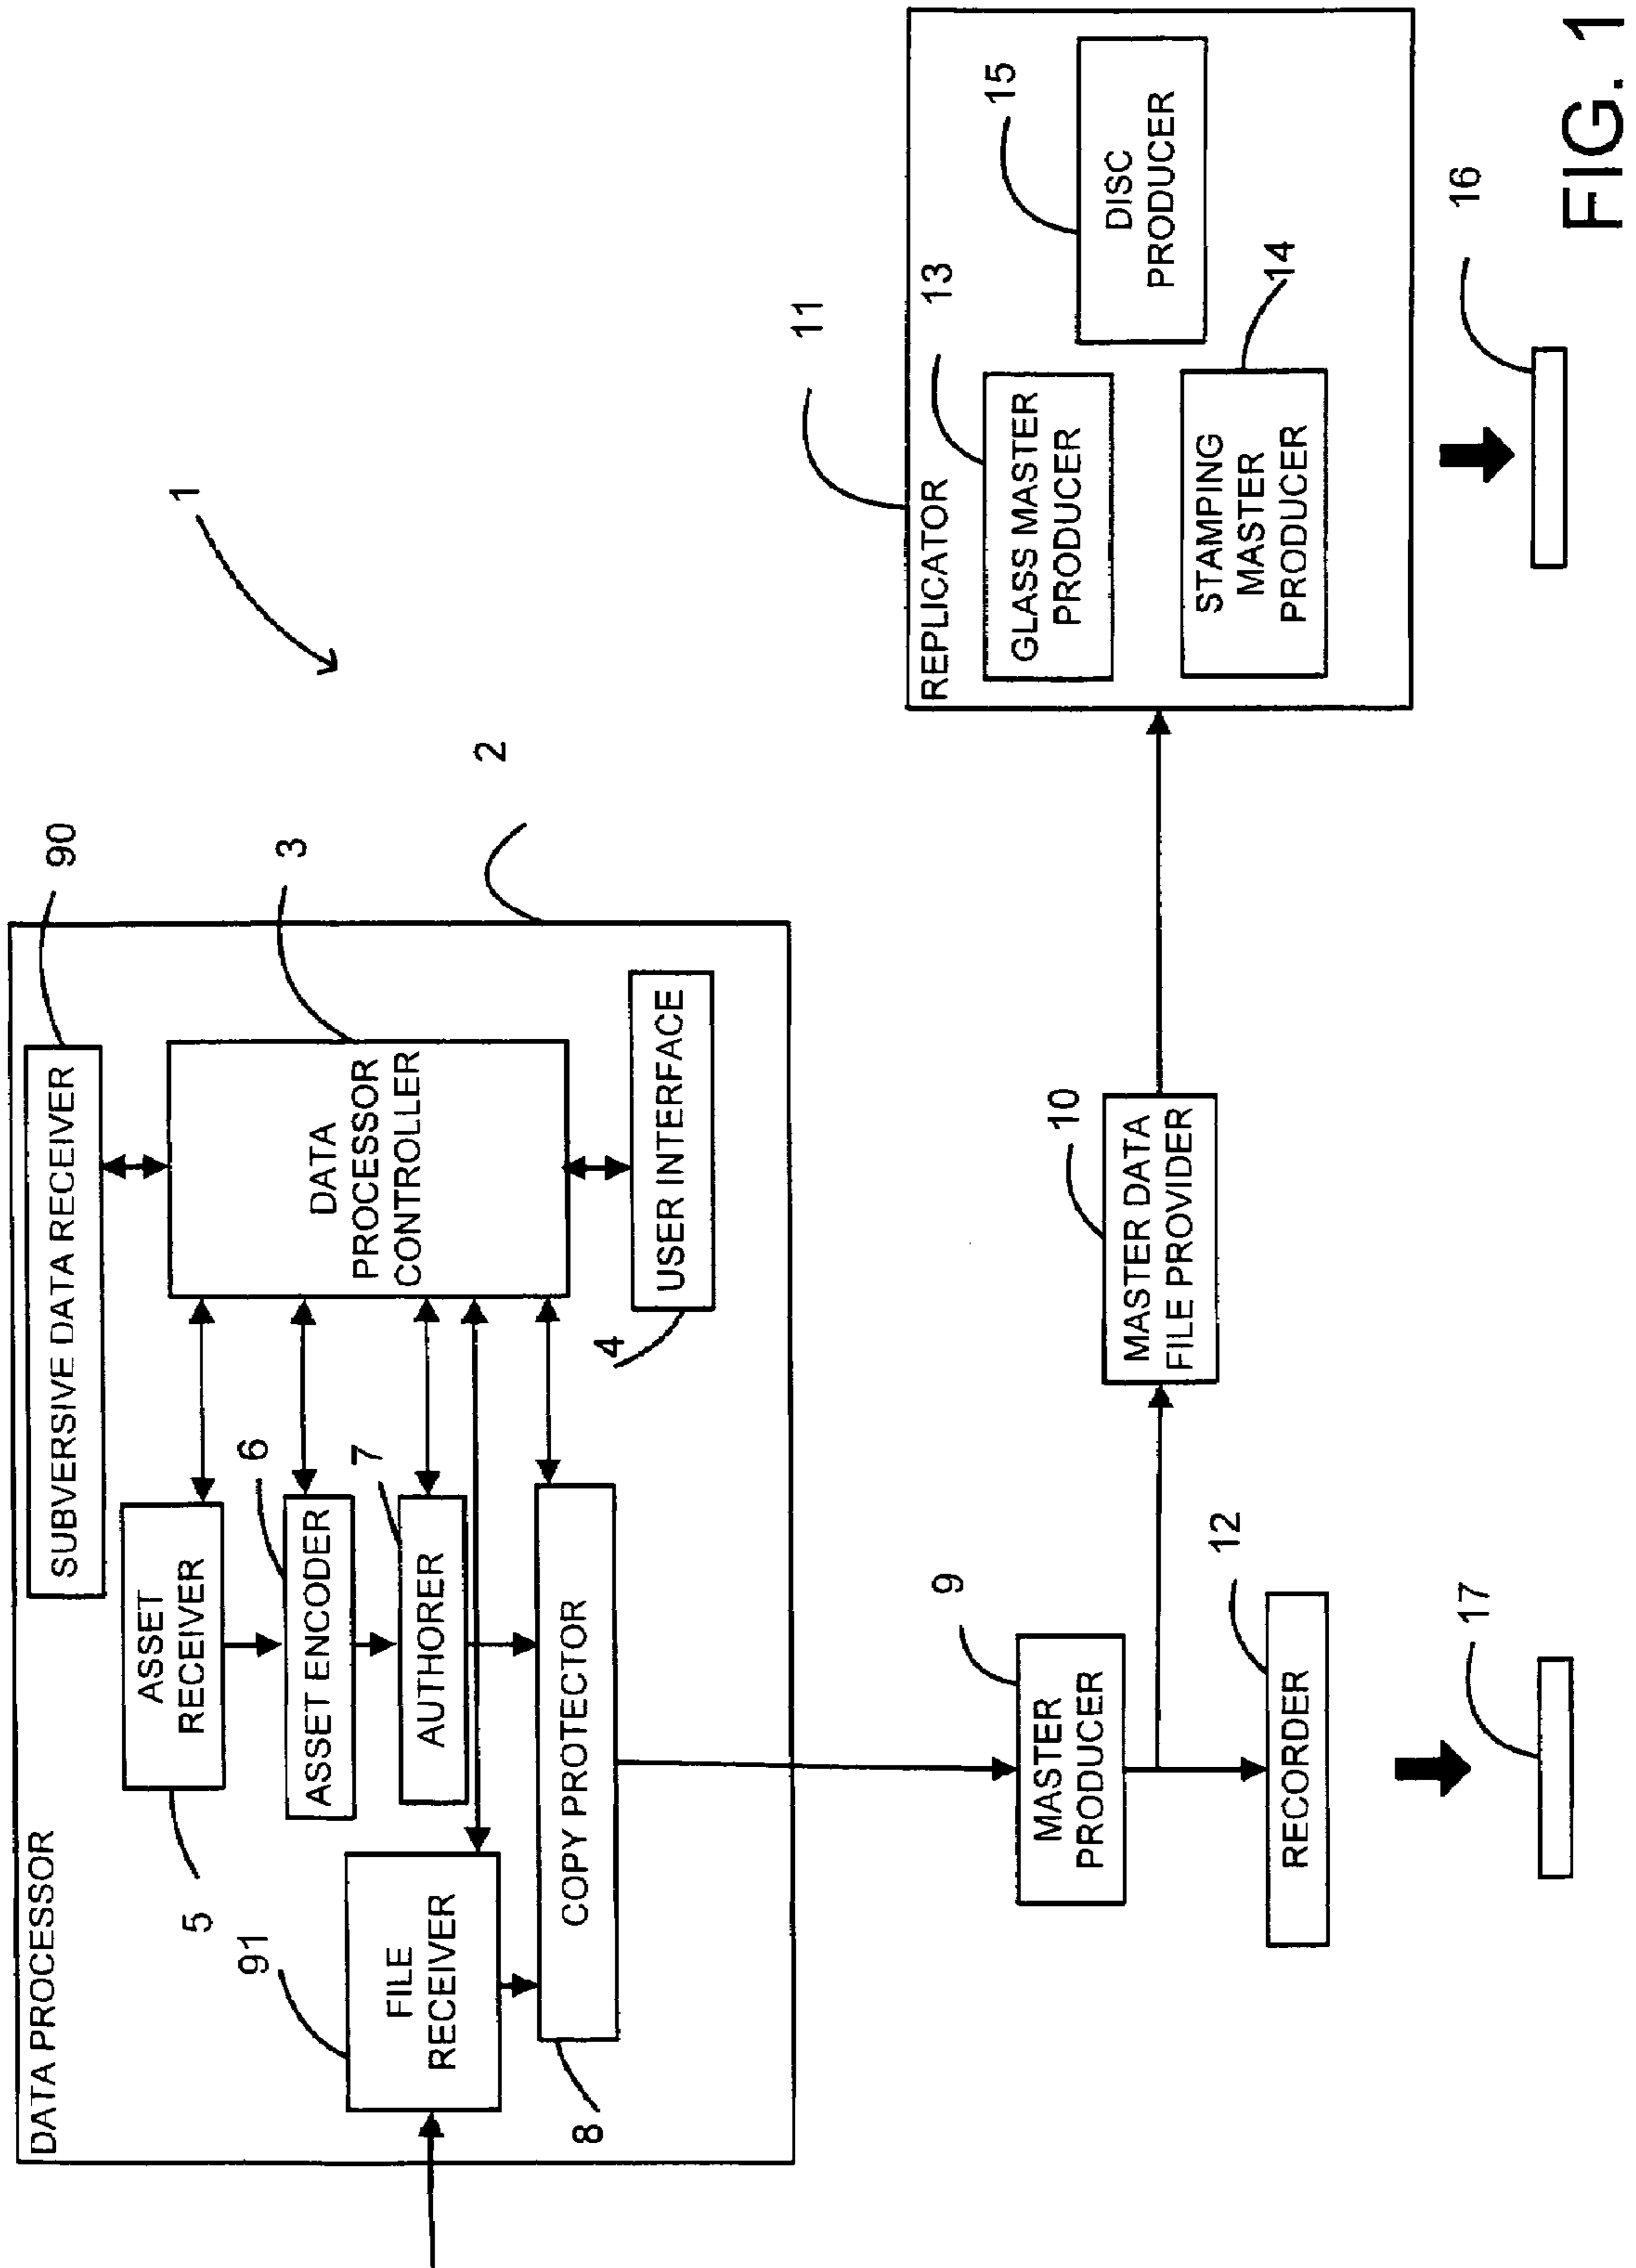 DATA PROCESSOR
SUBVERSIVE DATA RECEIVER
90
ASSET
RECEIVER
5
ASSET ENCODER
6
AUTHORER
7
FILE
RECEIVER
91
COPY PROTECTOR
8
DATA
PROCESSOR
CONTROLLER
3
USER INTERFACE
4
2
1
MASTER
PRODUCER
9
RECORDER
12
17
MASTER DATA
FILE PROVIDER
10
REPLICATOR
11
GLASS MASTER
PRODUCER
13
STAMPING
MASTER
PRODUCER
14
DISC
PRODUCER
15
16
FIG. 1